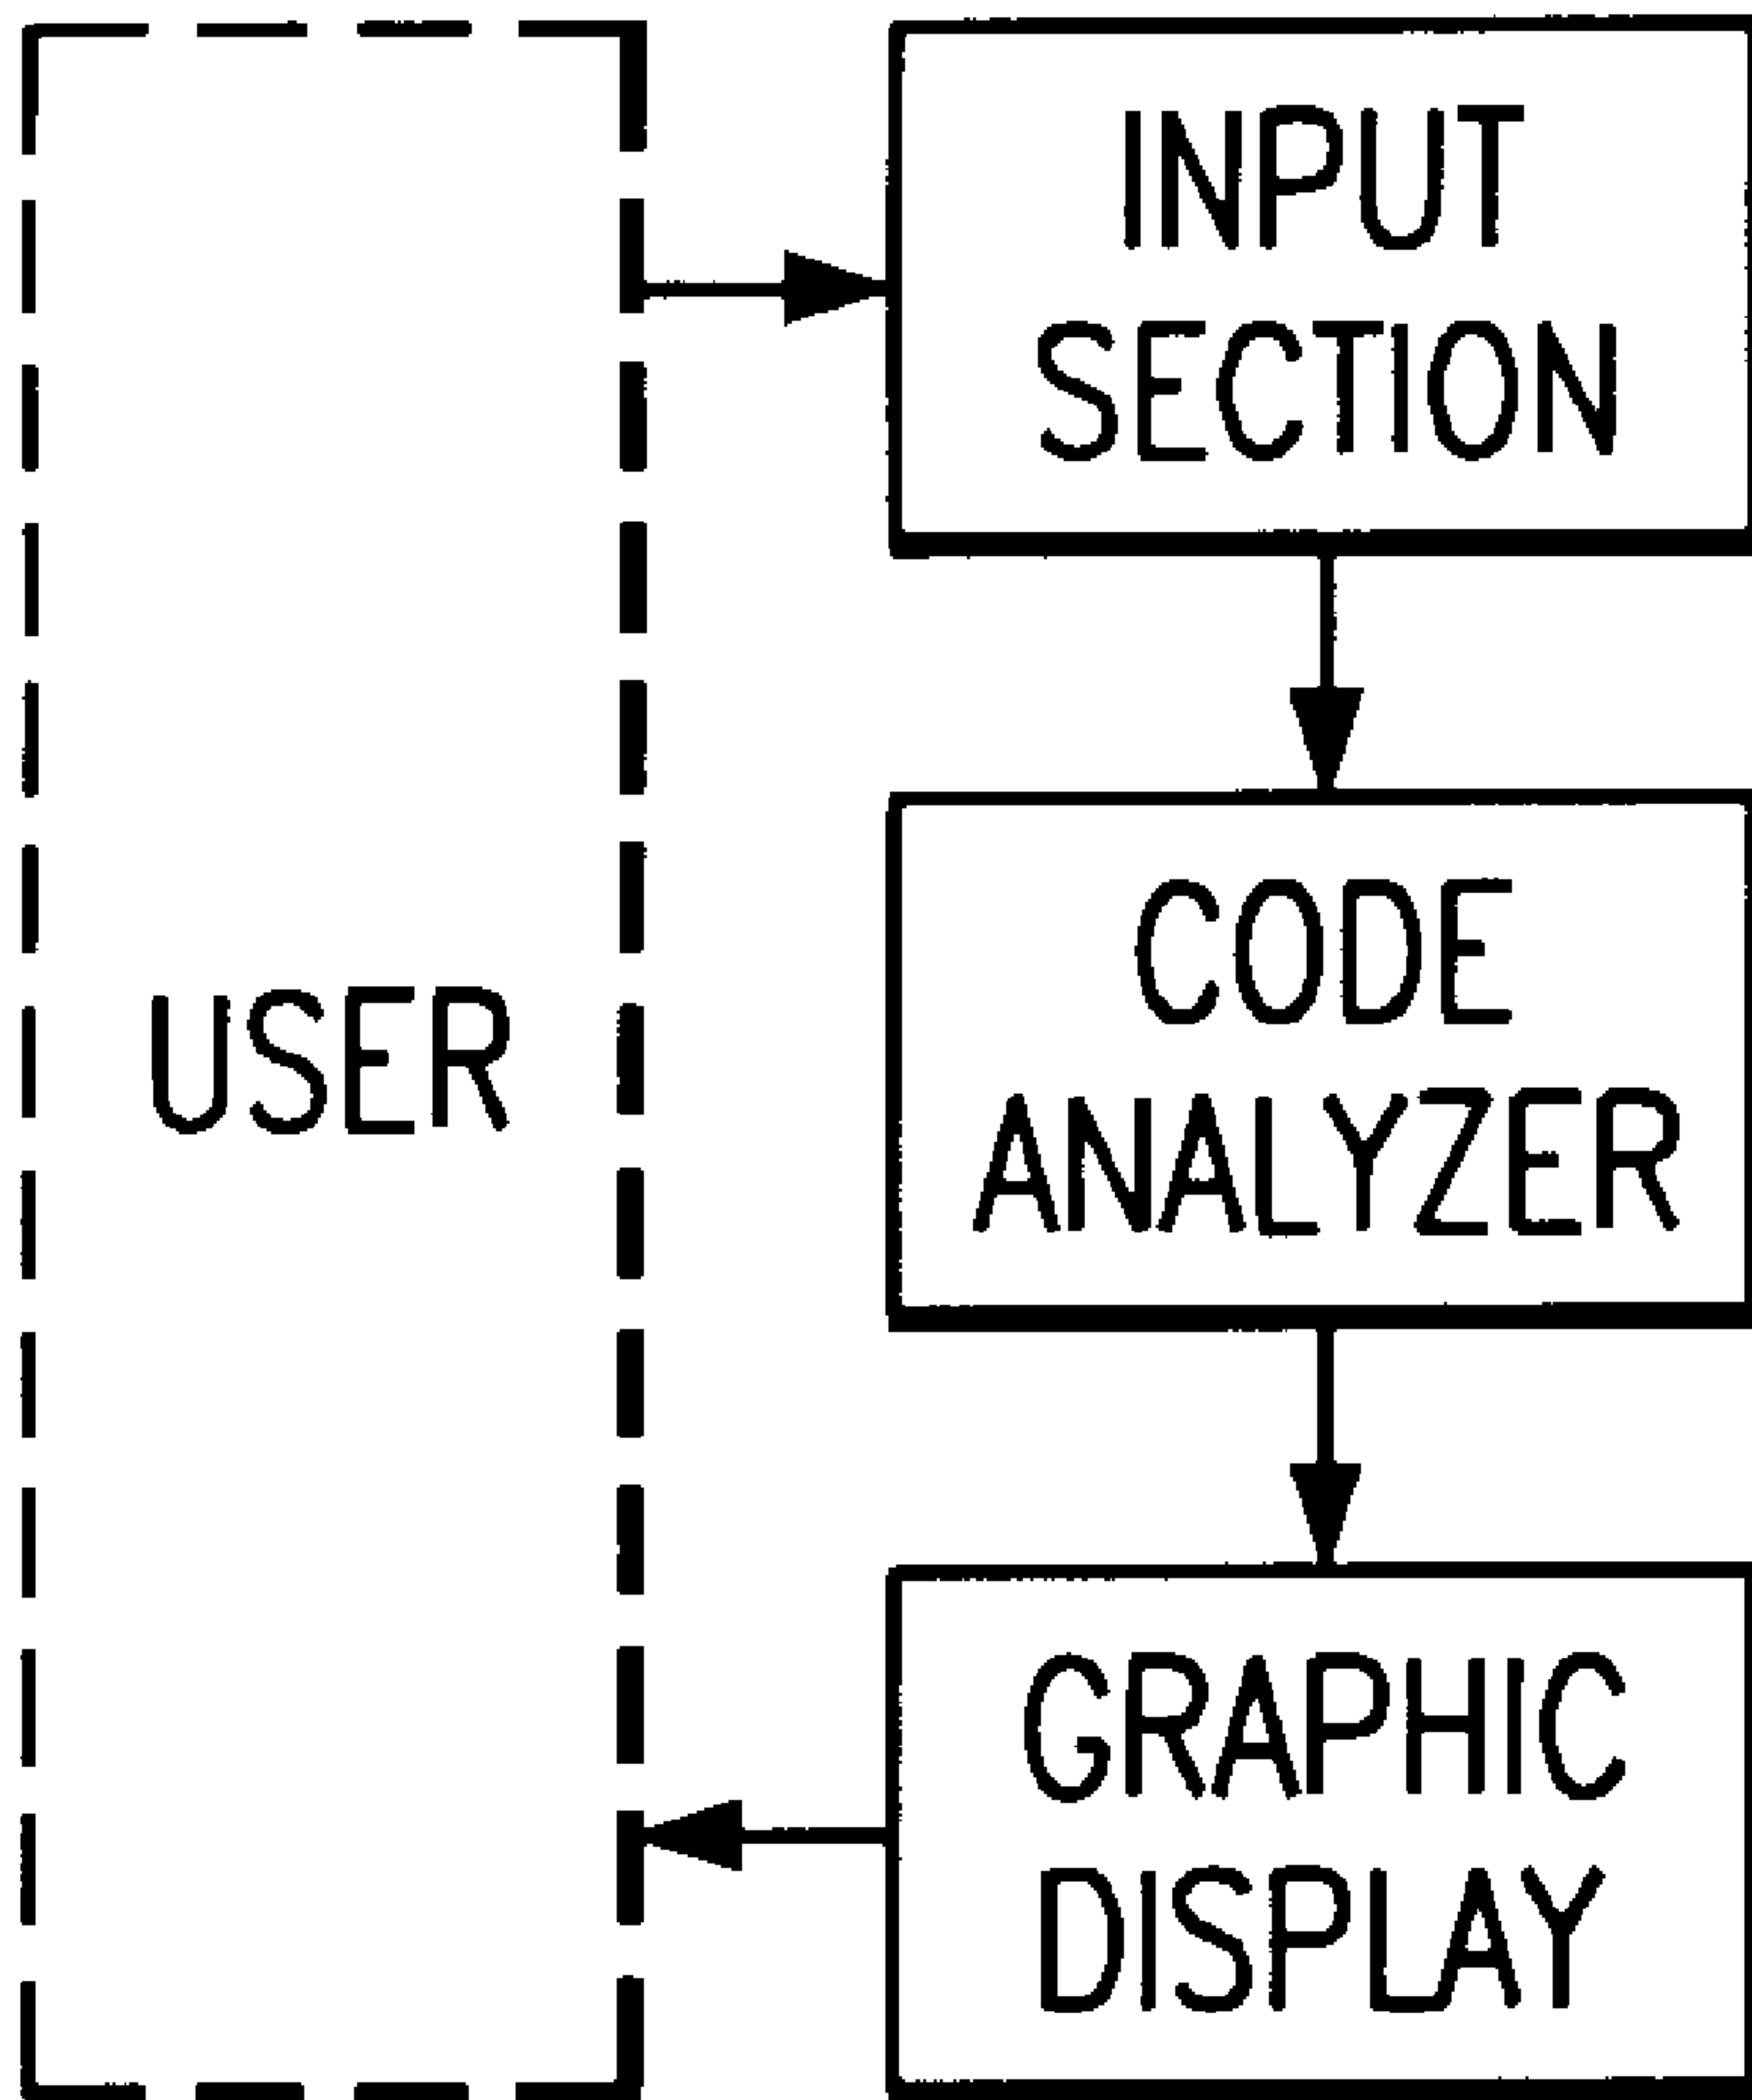 USER
INPUT
SECTION
CODE
ANALYZER
GRAPHIC
DISPLAY